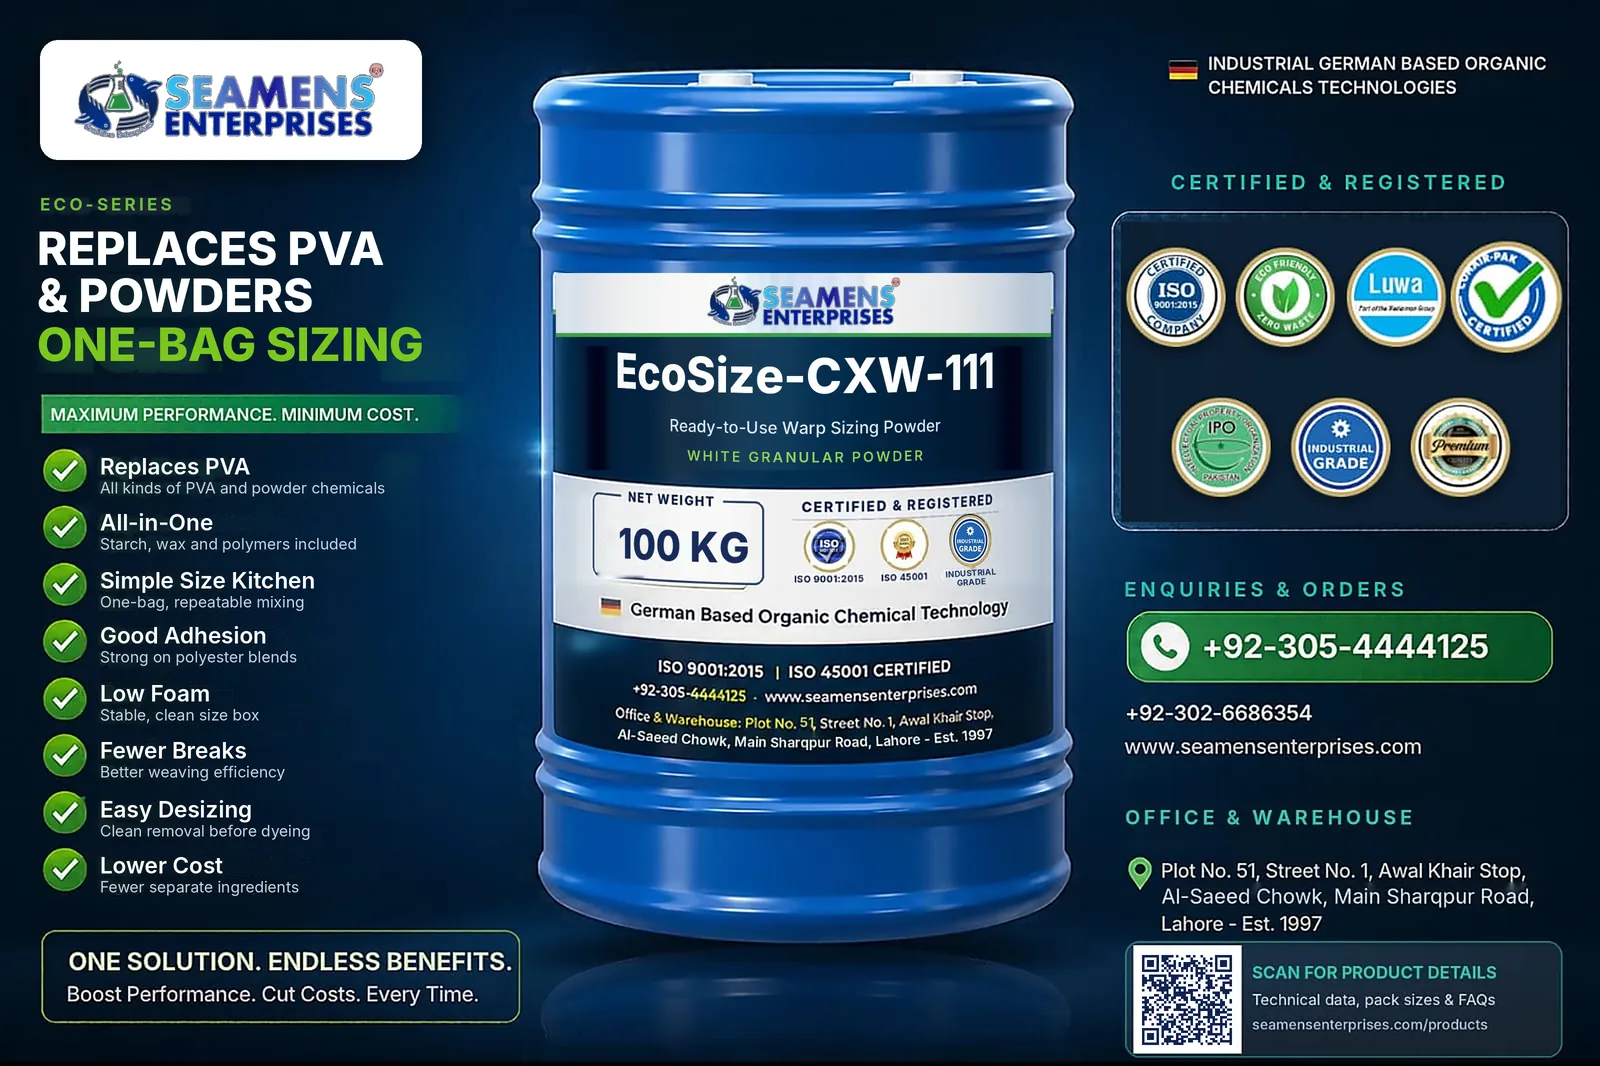 SEAMENS
ENTERPRISES
ECO-SERIES
REPLACES PVA
& POWDERS
ONE-BAG SIZING
MAXIMUM PERFORMANCE. MINIMUM COST.
Replaces PVA
All kinds of PVA and powder chemicals
All-in-One
Starch, wax and polymers included
Simple Size Kitchen
One-bag, repeatable mixing
Good Adhesion
Strong on polyester blends
Low Foam
Stable, clean size box
Fewer Breaks
Better weaving efficiency
Easy Desizing
Clean removal before dyeing
Lower Cost
Fewer separate ingredients
ONE SOLUTION. ENDLESS BENEFITS.
Boost Performance. Cut Costs. Every Time.
SEAMENS
ENTERPRISES
EcoSize-CXW-111
Ready-to-Use Warp Sizing Powder
WHITE GRANULAR POWDER
NET WEIGHT
100 KG
CERTIFIED & REGISTERED
ISO
INDUSTRIAL
GRADE
ISO 9001:2015
ISO 45001
INDUSTRIAL
GRADE
German Based Organic Chemical Technology
ISO 9001:2015 | ISO 45001 CERTIFIED
+92-305-4444125 · www.seamensenterprises.com
Office & Warehouse: Plot No. 51, Street No. 1, Awal Khair Stop,
Al-Saeed Chowk, Main Sharqpur Road, Lahore - Est. 1997
INDUSTRIAL GERMAN BASED ORGANIC
CHEMICALS TECHNOLOGIES
CERTIFIED & REGISTERED
CERTIFIED
ISO
9001:2015
COMPANY
ECO FRIENDLY
ZERO WASTE
Luwa
Part of the
Group
CERTIFIED
INTELLECTUAL PROPERTY ORGANIZATION
IPO
PAKISTAN
INDUSTRIAL
GRADE
Premium
ENQUIRIES & ORDERS
+92-305-4444125
+92-302-6686354
www.seamensenterprises.com
OFFICE & WAREHOUSE
Plot No. 51, Street No. 1, Awal Khair Stop,
Al-Saeed Chowk, Main Sharqpur Road,
Lahore - Est. 1997
SCAN FOR PRODUCT DETAILS
Technical data, pack sizes & FAQs
seamensenterprises.com/products